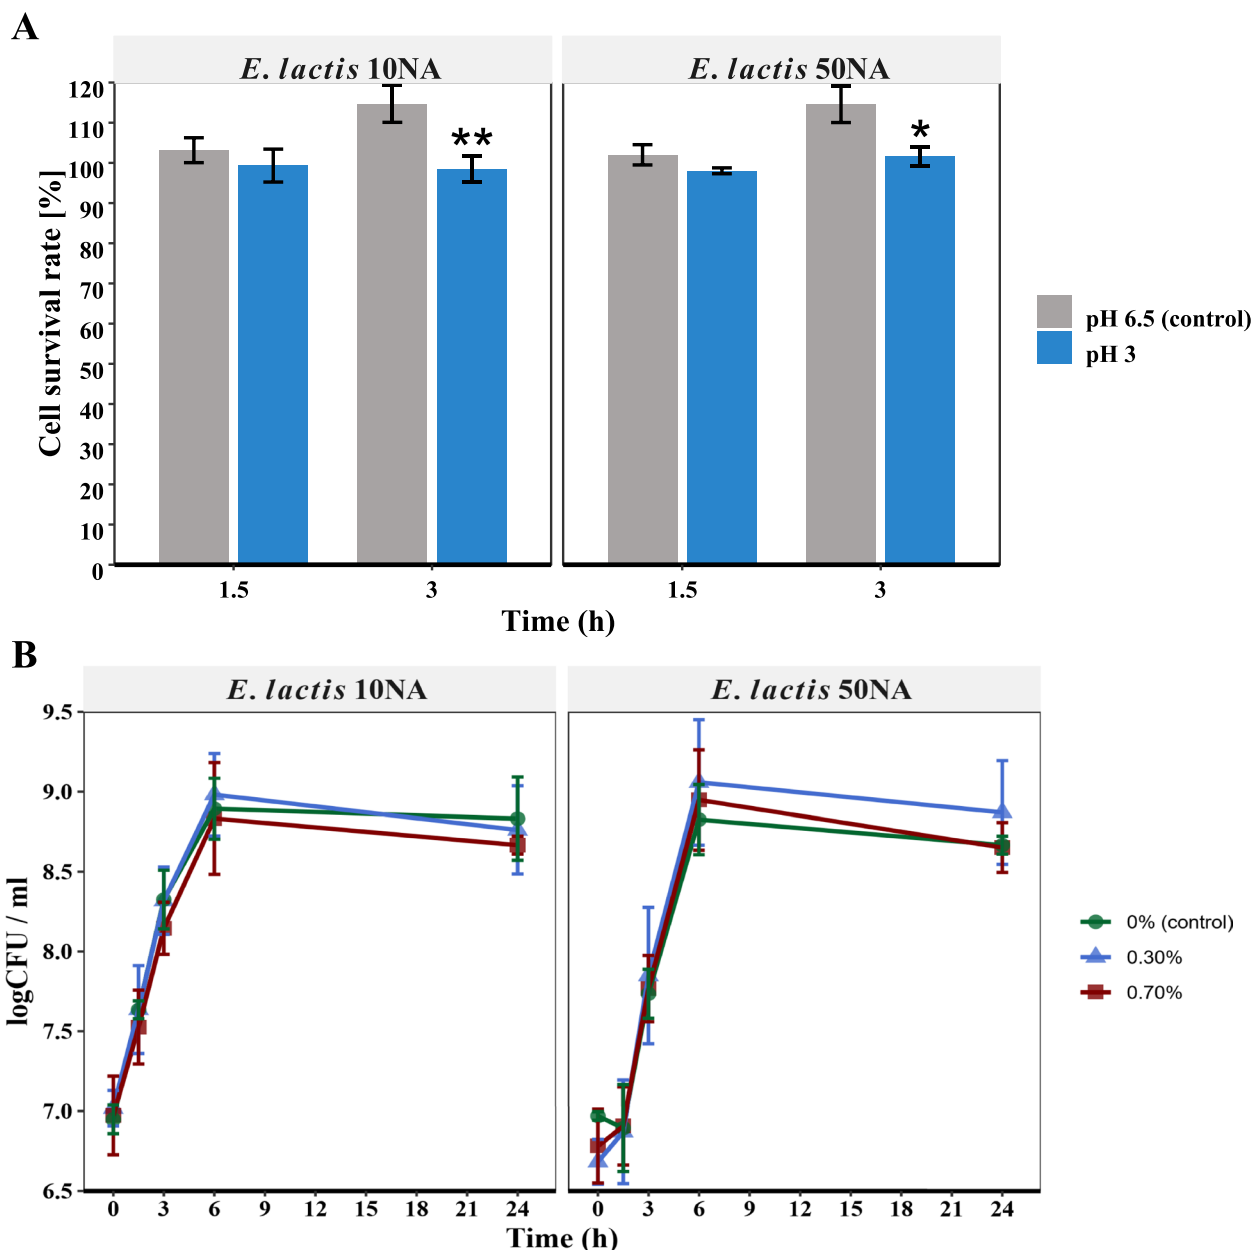 A
E. lactis 10NA
E. lactis 50NA
Cell survival rate [%]
120
110
100
90
80
70
60
50
40
30
20
10
0
**
*
1.5
3
1.5
3
Time (h)
pH 6.5 (control)
pH 3
B
E. lactis 10NA
E. lactis 50NA
logCFU / ml
9.5
9.0
8.5
8.0
7.5
7.0
6.5
0 3 6 9 12 15 18 21 24
0 3 6 9 12 15 18 21 24
Time (h)
0% (control)
0.30%
0.70%